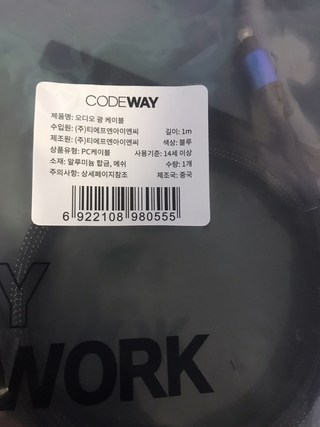 CODEWAY
제품명: 오디오 광 케이블
수입원: (주)티에프엔아이엔씨 길이: 1m
제조원: (주)티에프엔아이엔씨 색상: 블루
상품유형: PC케이블 사용기준: 14세 이상
소재: 알루미늄 합금, 메쉬 수량: 1개
주의사항: 상세페이지참조 제조국: 중국
6 922108 980555
Y
WORK